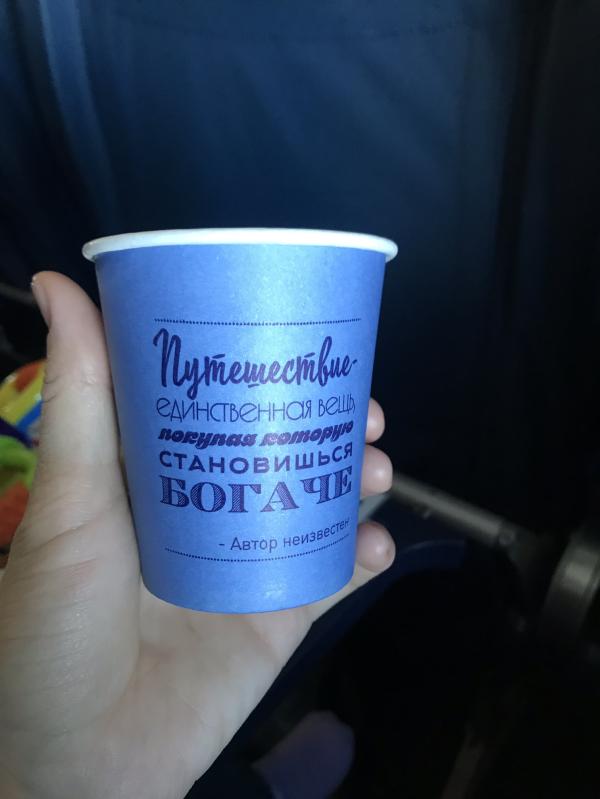 Путешествие-
единственная вещь,
покупая которую
СТАНОВИШЬСЯ
БОГАЧЕ
- Автор неизвестен